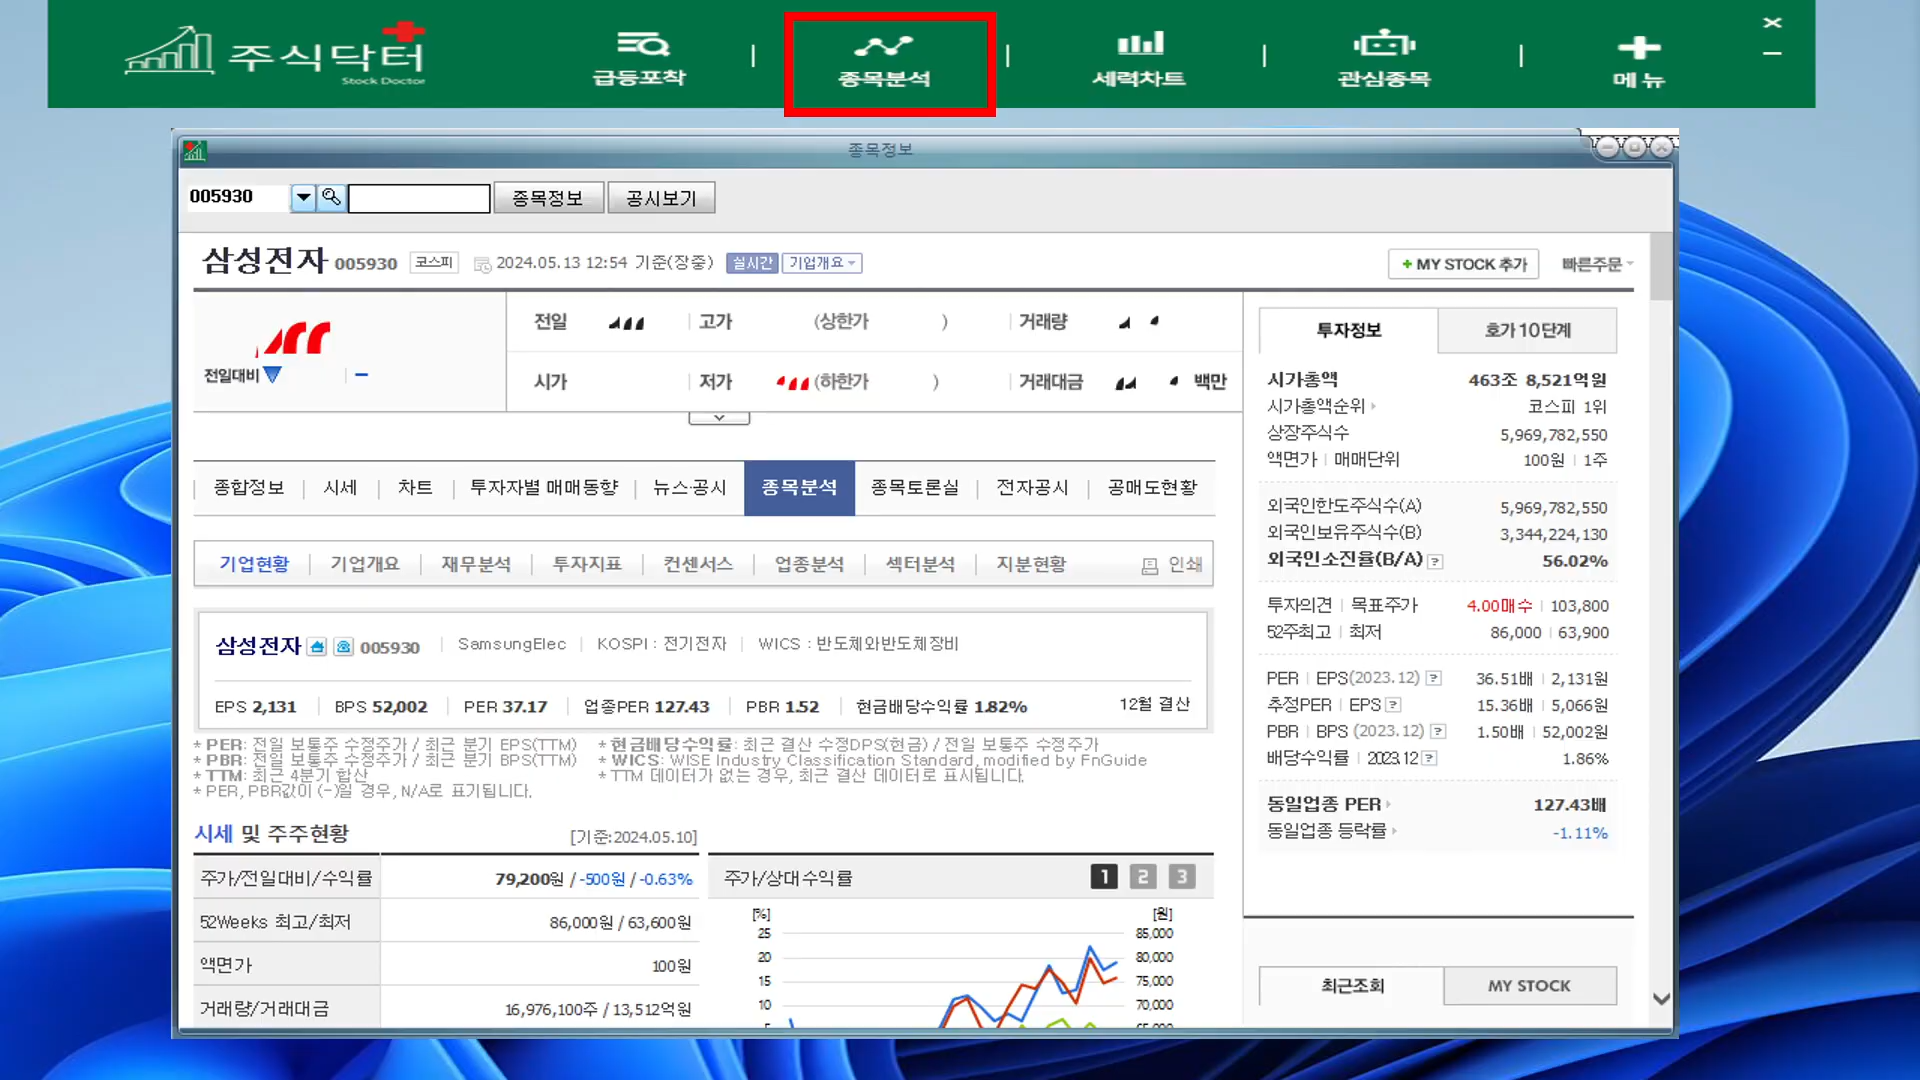 주식닥터
Stock Doctor
급등포착
종목분석
세력차트
관심종목
메뉴
종목정보
005930
종목정보
공시보기
삼성전자 005930 코스피 2024.05.13 12:54 기준(장중) 실시간 기업개요
+ MY STOCK 추가
빠른주문
전일대비
전일
고가 (상한가 )
거래량
시가
저가 (하한가 )
거래대금 백만
종합정보
시세
차트
투자자별 매매동향
뉴스·공시
종목분석
종목토론실
전자공시
공매도현황
기업현황
기업개요
재무분석
투자지표
컨센서스
업종분석
섹터분석
지분현황
인쇄
삼성전자 005930 SamsungElec KOSPI : 전기전자 WICS : 반도체와반도체장비
EPS 2,131 BPS 52,002 PER 37.17 업종PER 127.43 PBR 1.52 현금배당수익률 1.82% 12월 결산
* PER: 전일 보통주 수정주가 / 최근 분기 EPS(TTM)
* PBR: 전일 보통주 수정주가 / 최근 분기 BPS(TTM)
* TTM: 최근 4분기 합산
* PER, PBR값이 (-)일 경우, N/A로 표기됩니다.
* 현금배당수익률: 최근 결산 수정DPS(현금) / 전일 보통주 수정주가
* WICS: WISE Industry Classification Standard, modified by FnGuide
* TTM 데이터가 없는 경우, 최근 결산 데이터로 표시됩니다.
시세 및 주주현황 [기준:2024.05.10]
주가/전일대비/수익률 79,200원 / -500원 / -0.63%
52Weeks 최고/최저 86,000원 / 63,600원
액면가 100원
거래량/거래대금 16,976,100주 / 13,512억원
주가/상대수익률 1 2 3
[%] [원]
25 85,000
20 80,000
15 75,000
10 70,000
5 65,000
투자정보
호가 10단계
시가총액 463조 8,521억원
시가총액순위 코스피 1위
상장주식수 5,969,782,550
액면가 매매단위 100원 1주
외국인한도주식수(A) 5,969,782,550
외국인보유주식수(B) 3,344,224,130
외국인소진율(B/A) ? 56.02%
투자의견 목표주가 4.00매수 103,800
52주최고 최저 86,000 63,900
PER EPS(2023.12) ? 36.51배 2,131원
추정PER EPS ? 15.36배 5,066원
PBR BPS (2023.12) ? 1.50배 52,002원
배당수익률 2023.12 ? 1.86%
동일업종 PER 127.43배
동일업종 등락률 -1.11%
최근조회
MY STOCK